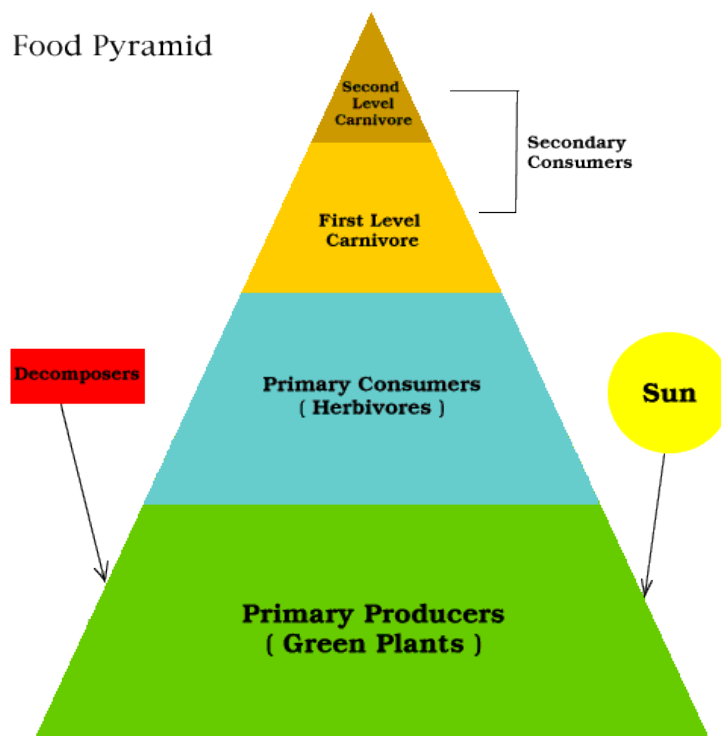 Food Pyramid
Second
Level
Carnivore
Secondary
Consumers
First Level
Carnivore
Decomposers
Primary Consumers
( Herbivores )
Sun
Primary Producers
( Green Plants )